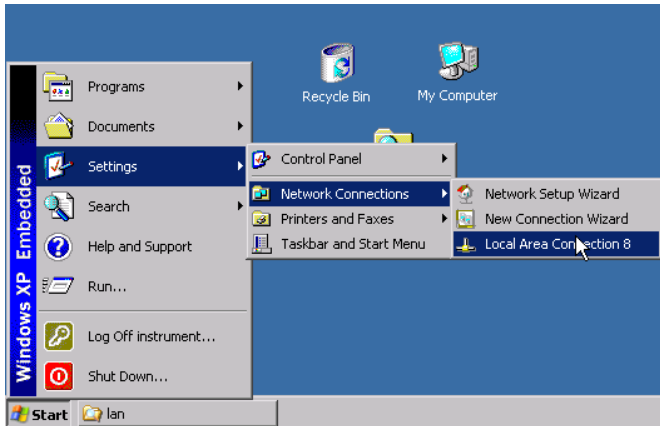 Recycle Bin
My Computer
Programs
Documents
Settings
Search
Help and Support
Run...
Log Off instrument...
Shut Down...
Windows XP Embedded
Control Panel
Network Connections
Printers and Faxes
Taskbar and Start Menu
Network Setup Wizard
New Connection Wizard
Local Area Connection 8
Start
lan